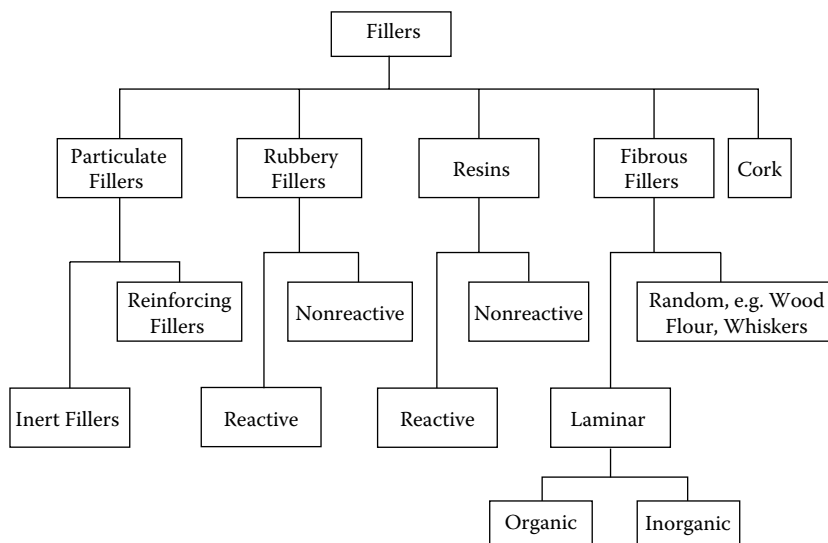 Fillers
Particulate
Fillers
Rubbery
Fillers
Resins
Fibrous
Fillers
Cork
Reinforcing
Fillers
Nonreactive
Nonreactive
Random, e.g. Wood
Flour, Whiskers
Inert Fillers
Reactive
Reactive
Laminar
Organic
Inorganic